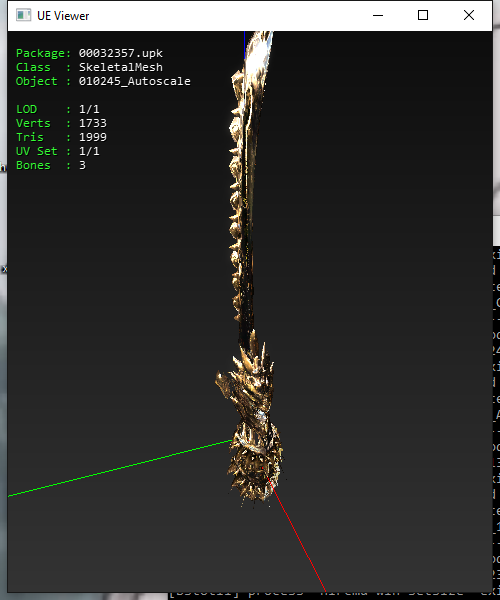 UE Viewer
Package: 00032357.upk
Class : SkeletalMesh
Object : 010245_Autoscale
LOD : 1/1
Verts : 1733
Tris : 1999
UV Set : 1/1
Bones : 3